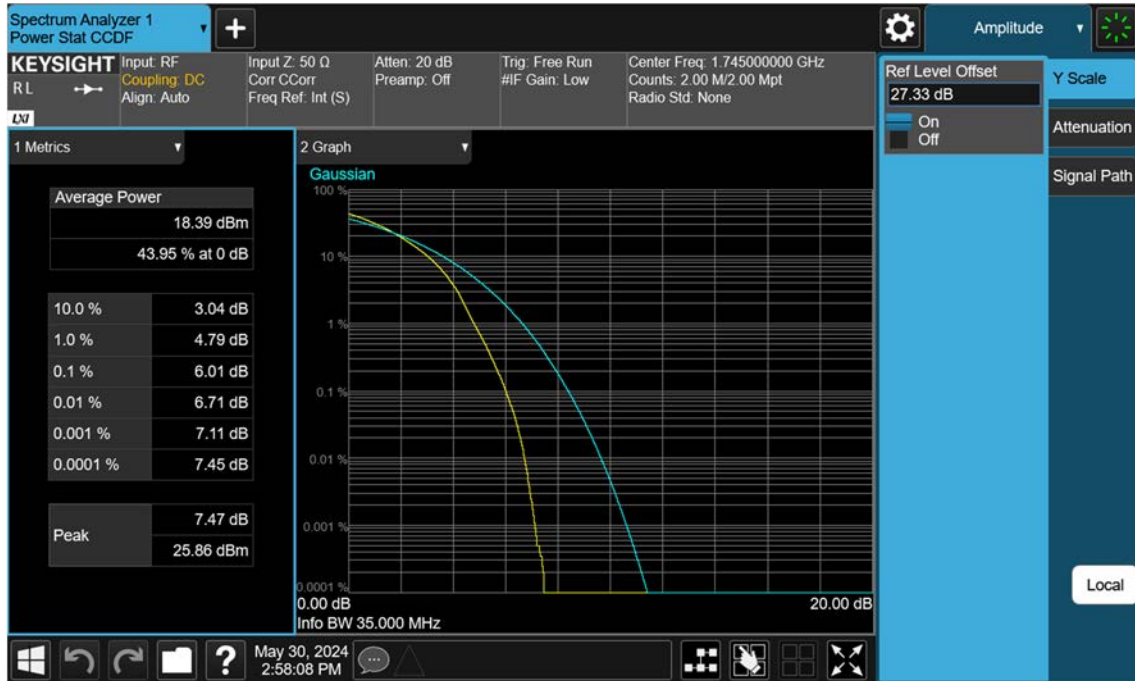 Spectrum Analyzer 1
Power Stat CCDF
+
Amplitude
KEYSIGHT
R L
LXI
Input: RF
Coupling: DC
Align: Auto
Input Z: 50 Ω
Corr CCorr
Freq Ref: Int (S)
Atten: 20 dB
Preamp: Off
Trig: Free Run
#IF Gain: Low
Center Freq: 1.745000000 GHz
Counts: 2.00 M/2.00 Mpt
Radio Std: None
Ref Level Offset
27.33 dB
On
Off
Y Scale
Attenuation
Signal Path
1 Metrics
Average Power
18.39 dBm
43.95 % at 0 dB
10.0 % 3.04 dB
1.0 % 4.79 dB
0.1 % 6.01 dB
0.01 % 6.71 dB
0.001 % 7.11 dB
0.0001 % 7.45 dB
Peak
7.47 dB
25.86 dBm
2 Graph
Gaussian
100 %
10 %
1 %
0.1 %
0.01 %
0.001 %
0.0001 %
0.00 dB 20.00 dB
Info BW 35.000 MHz
Local
?
May 30, 2024
2:58:08 PM